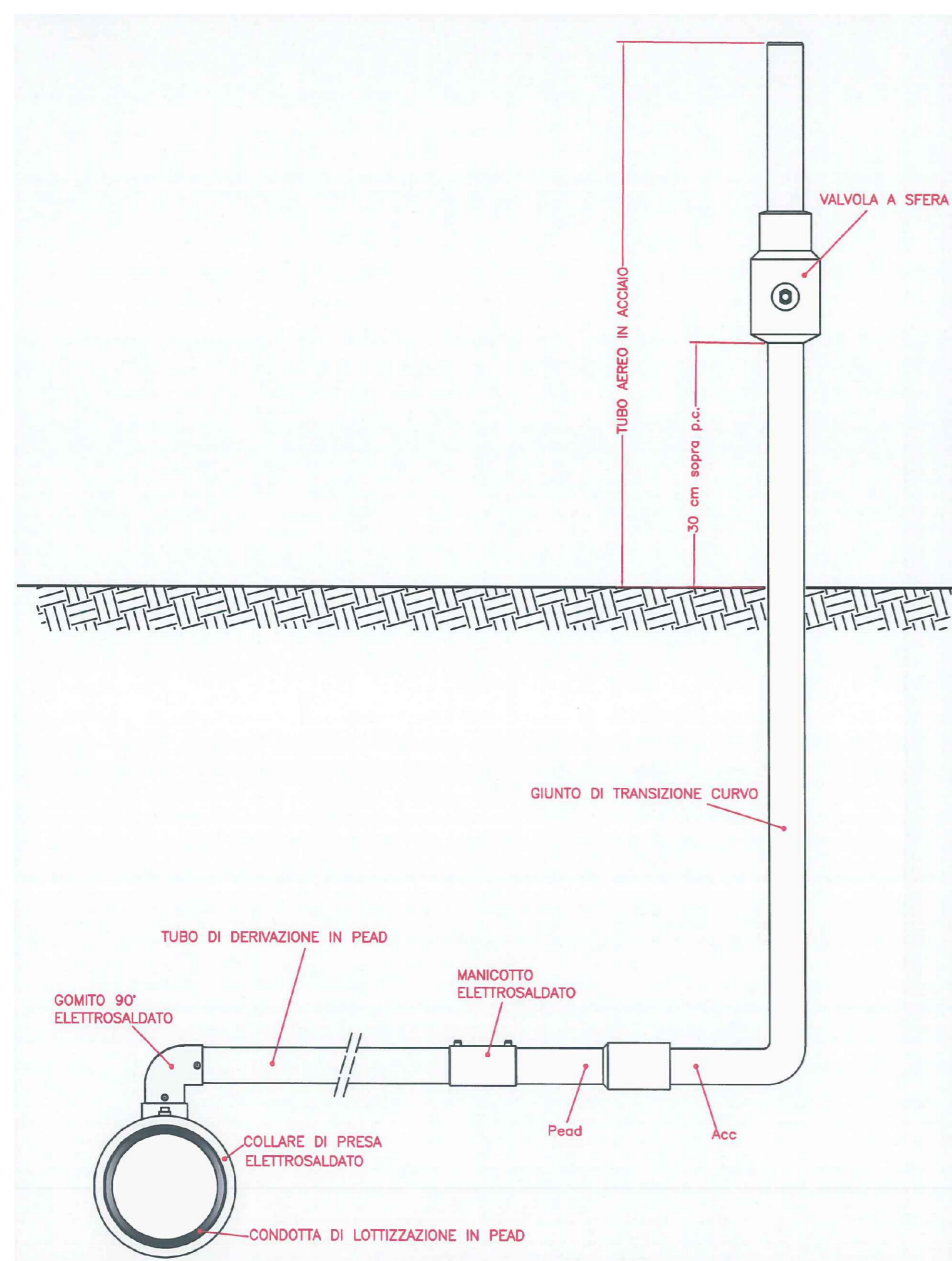 VALVOLA A SFERA
TUBO AEREO IN ACCIAIO
30 cm sopra p.c.
GIUNTO DI TRANSIZIONE CURVO
TUBO DI DERIVAZIONE IN PEAD
MANICOTTO
ELETTROSALDATO
GOMITO 90°
ELETTROSALDATO
Pead
Acc
COLLARE DI PRESA
ELETTROSALDATO
CONDOTTA DI LOTTIZZAZIONE IN PEAD